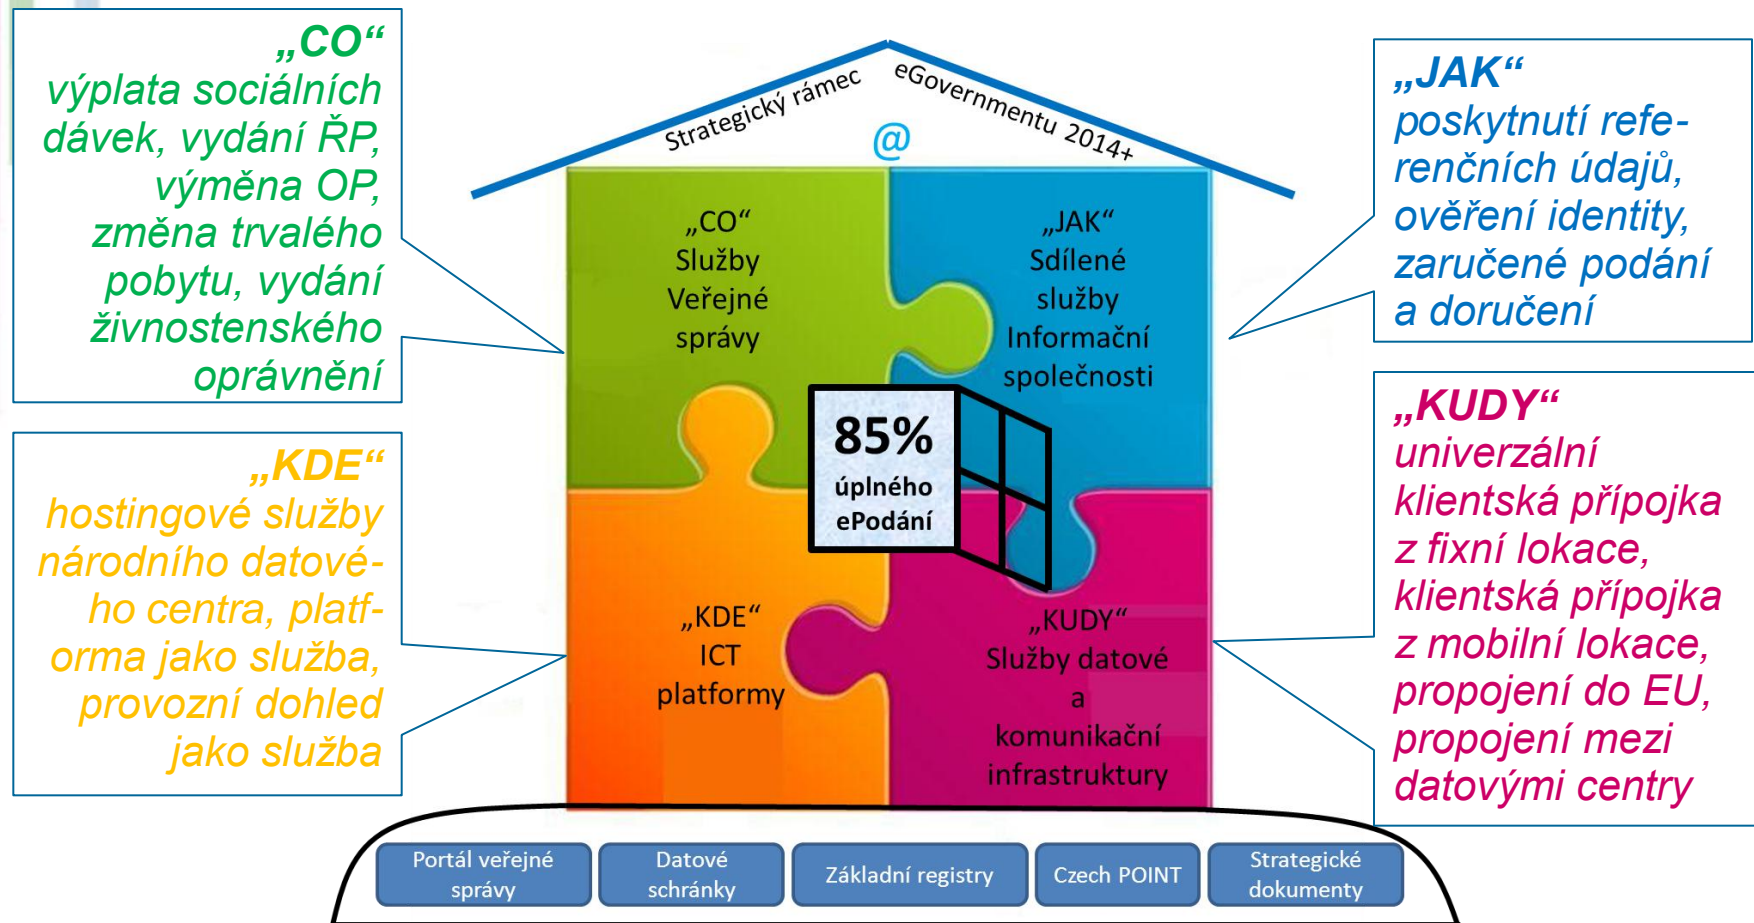 „CO“
výplata sociálních
dávek, vydání ŘP,
výměna OP,
změna trvalého
pobytu, vydání
živnostenského
oprávnění
„KDE“
hostingové služby
národního datové-
ho centra, platf-
orma jako služba,
provozní dohled
jako služba
Strategický rámec eGovernmentu 2014+
@
„CO“
Služby
Veřejné
správy
„JAK“
Sdílené
služby
Informační
společnosti
85%
úplného
ePodání
„KDE“
ICT
platformy
„KUDY“
Služby datové
a
komunikační
infrastruktury
„JAK“
poskytnutí refe-
renčních údajů,
ověření identity,
zaručené podání
a doručení
„KUDY“
univerzální
klientská přípojka
z fixní lokace,
klientská přípojka
z mobilní lokace,
propojení do EU,
propojení mezi
datovými centry
Portál veřejné
správy
Datové
schránky
Základní registry
Czech POINT
Strategické
dokumenty